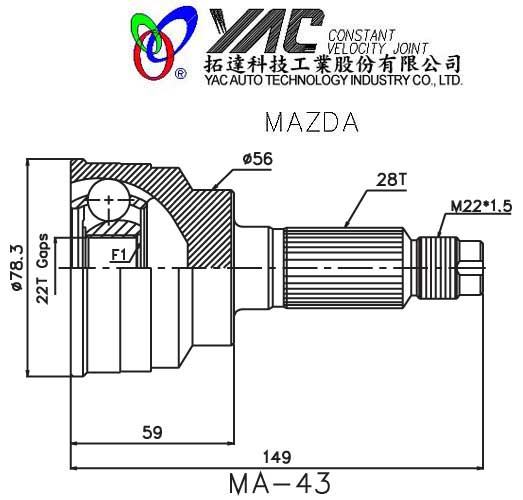 YAC CONSTANT
VELOCITY JOINT
®
拓達科技工業股份有限公司
YAC AUTO TECHNOLOGY INDUSTRY CO., LTD.
MAZDA
ø56
28T
M22*1.5
ø78.3
22T Gaps
F1
59
149
MA-43